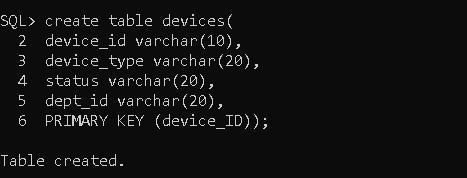 SQL> create table devices(
  2  device_id varchar(10),
  3  device_type varchar(20),
  4  status varchar(20),
  5  dept_id varchar(20),
  6  PRIMARY KEY (device_ID));
Table created.